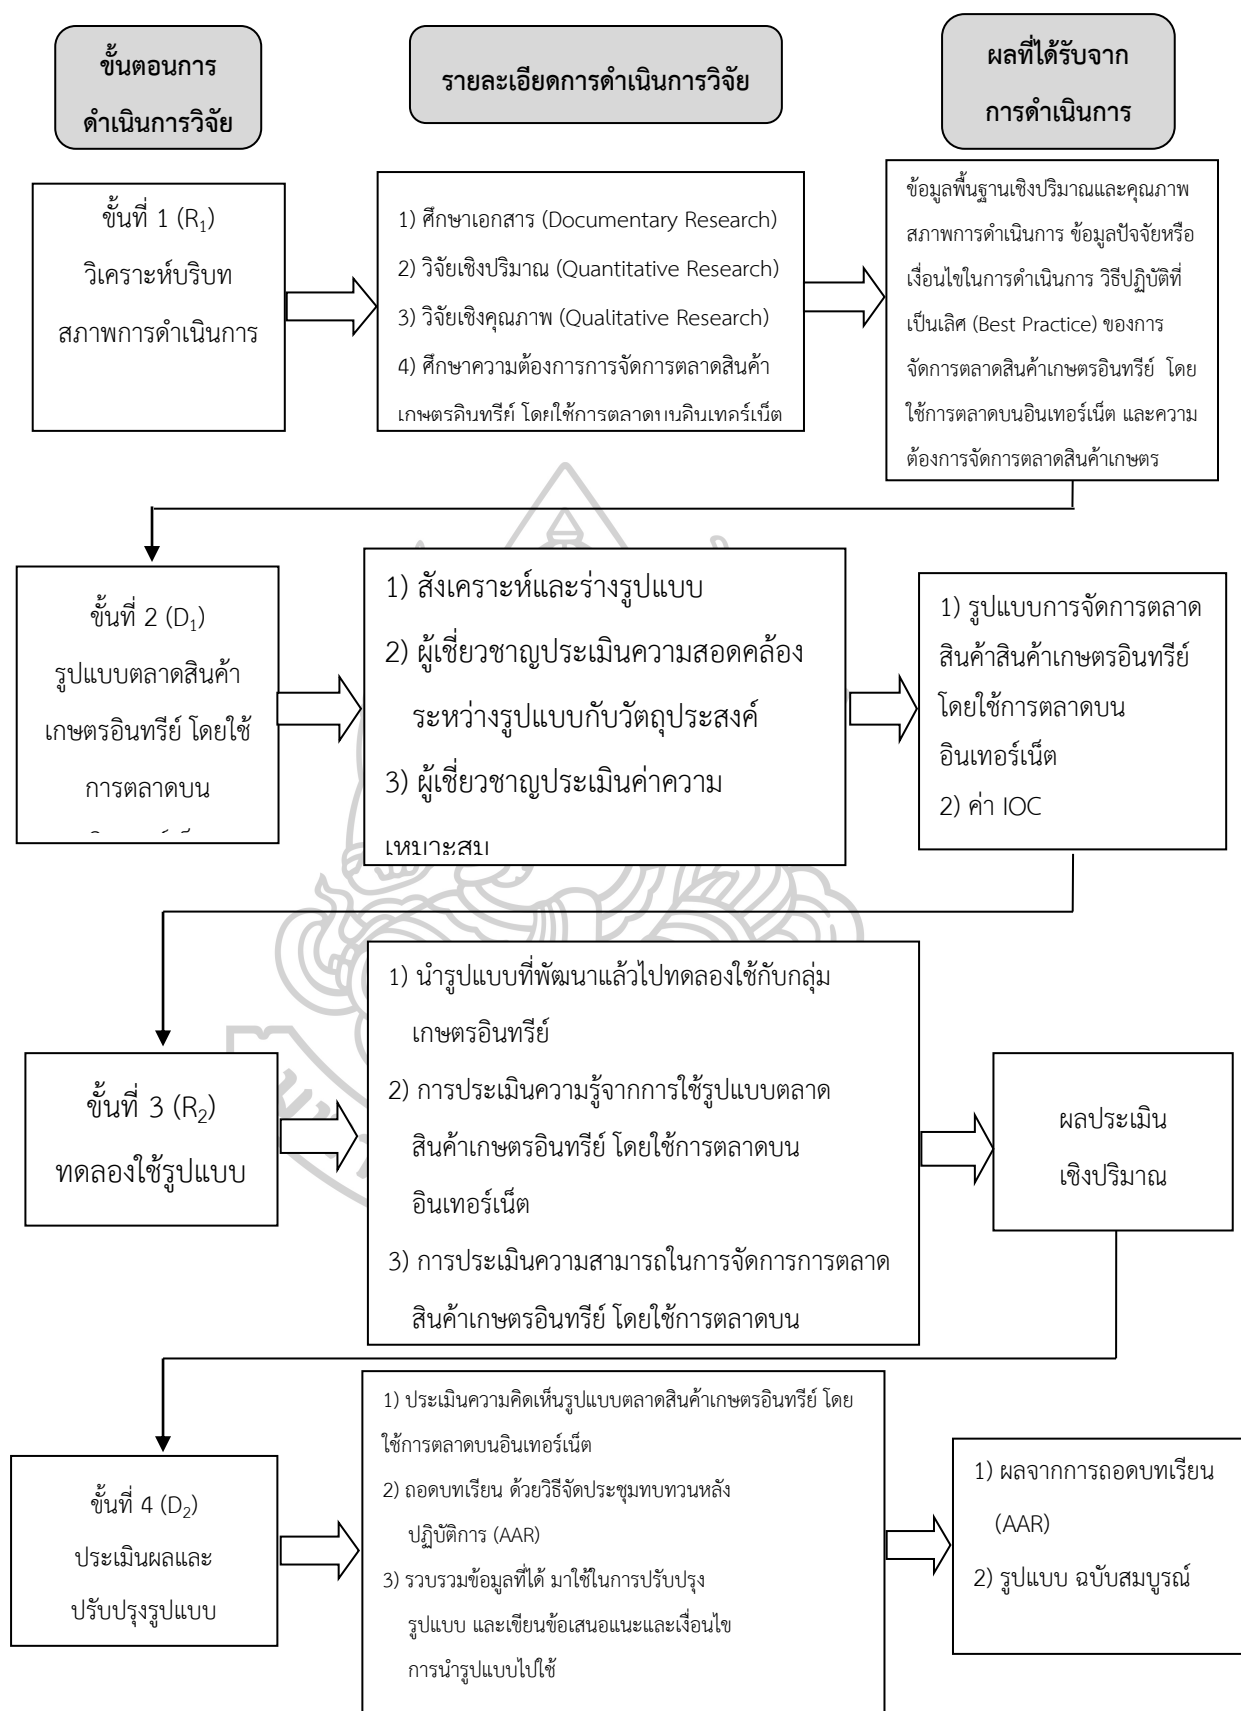 ขั้นตอนการ
ดำเนินการวิจัย
รายละเอียดการดำเนินการวิจัย
ผลที่ได้รับจาก
การดำเนินการ
ขั้นที่ 1 (R₁)
วิเคราะห์บริบท
สภาพการดำเนินการ
1) ศึกษาเอกสาร (Documentary Research)
2) วิจัยเชิงปริมาณ (Quantitative Research)
3) วิจัยเชิงคุณภาพ (Qualitative Research)
4) ศึกษาความต้องการการจัดการตลาดสินค้า
เกษตรอินทรีย์ โดยใช้การตลาดบนอินเทอร์เน็ต
ข้อมูลพื้นฐานเชิงปริมาณและคุณภาพ
สภาพการดำเนินการ ข้อมูลปัจจัยหรือ
เงื่อนไขในการดำเนินการ วิธีปฏิบัติที่
เป็นเลิศ (Best Practice) ของการ
จัดการตลาดสินค้าเกษตรอินทรีย์ โดย
ใช้การตลาดบนอินเทอร์เน็ต และความ
ต้องการจัดการตลาดสินค้าเกษตร
ขั้นที่ 2 (D₁)
รูปแบบตลาดสินค้า
เกษตรอินทรีย์ โดยใช้
การตลาดบน
1) สังเคราะห์และร่างรูปแบบ
2) ผู้เชี่ยวชาญประเมินความสอดคล้อง
ระหว่างรูปแบบกับวัตถุประสงค์
3) ผู้เชี่ยวชาญประเมินค่าความ
เหมาะสม
1) รูปแบบการจัดการตลาด
สินค้าสินค้าเกษตรอินทรีย์
โดยใช้การตลาดบน
อินเทอร์เน็ต
2) ค่า IOC
ขั้นที่ 3 (R₂)
ทดลองใช้รูปแบบ
1) นำรูปแบบที่พัฒนาแล้วไปทดลองใช้กับกลุ่ม
เกษตรอินทรีย์
2) การประเมินความรู้จากการใช้รูปแบบตลาด
สินค้าเกษตรอินทรีย์ โดยใช้การตลาดบน
อินเทอร์เน็ต
3) การประเมินความสามารถในการจัดการการตลาด
สินค้าเกษตรอินทรีย์ โดยใช้การตลาดบน
ผลประเมิน
เชิงปริมาณ
ขั้นที่ 4 (D₂)
ประเมินผลและ
ปรับปรุงรูปแบบ
1) ประเมินความคิดเห็นรูปแบบตลาดสินค้าเกษตรอินทรีย์ โดย
ใช้การตลาดบนอินเทอร์เน็ต
2) ถอดบทเรียน ด้วยวิธีจัดประชุมทบทวนหลัง
ปฏิบัติการ (AAR)
3) รวบรวมข้อมูลที่ได้ มาใช้ในการปรับปรุง
รูปแบบ และเขียนข้อเสนอแนะและเงื่อนไข
การนำรูปแบบไปใช้
1) ผลจากการถอดบทเรียน
(AAR)
2) รูปแบบ ฉบับสมบูรณ์